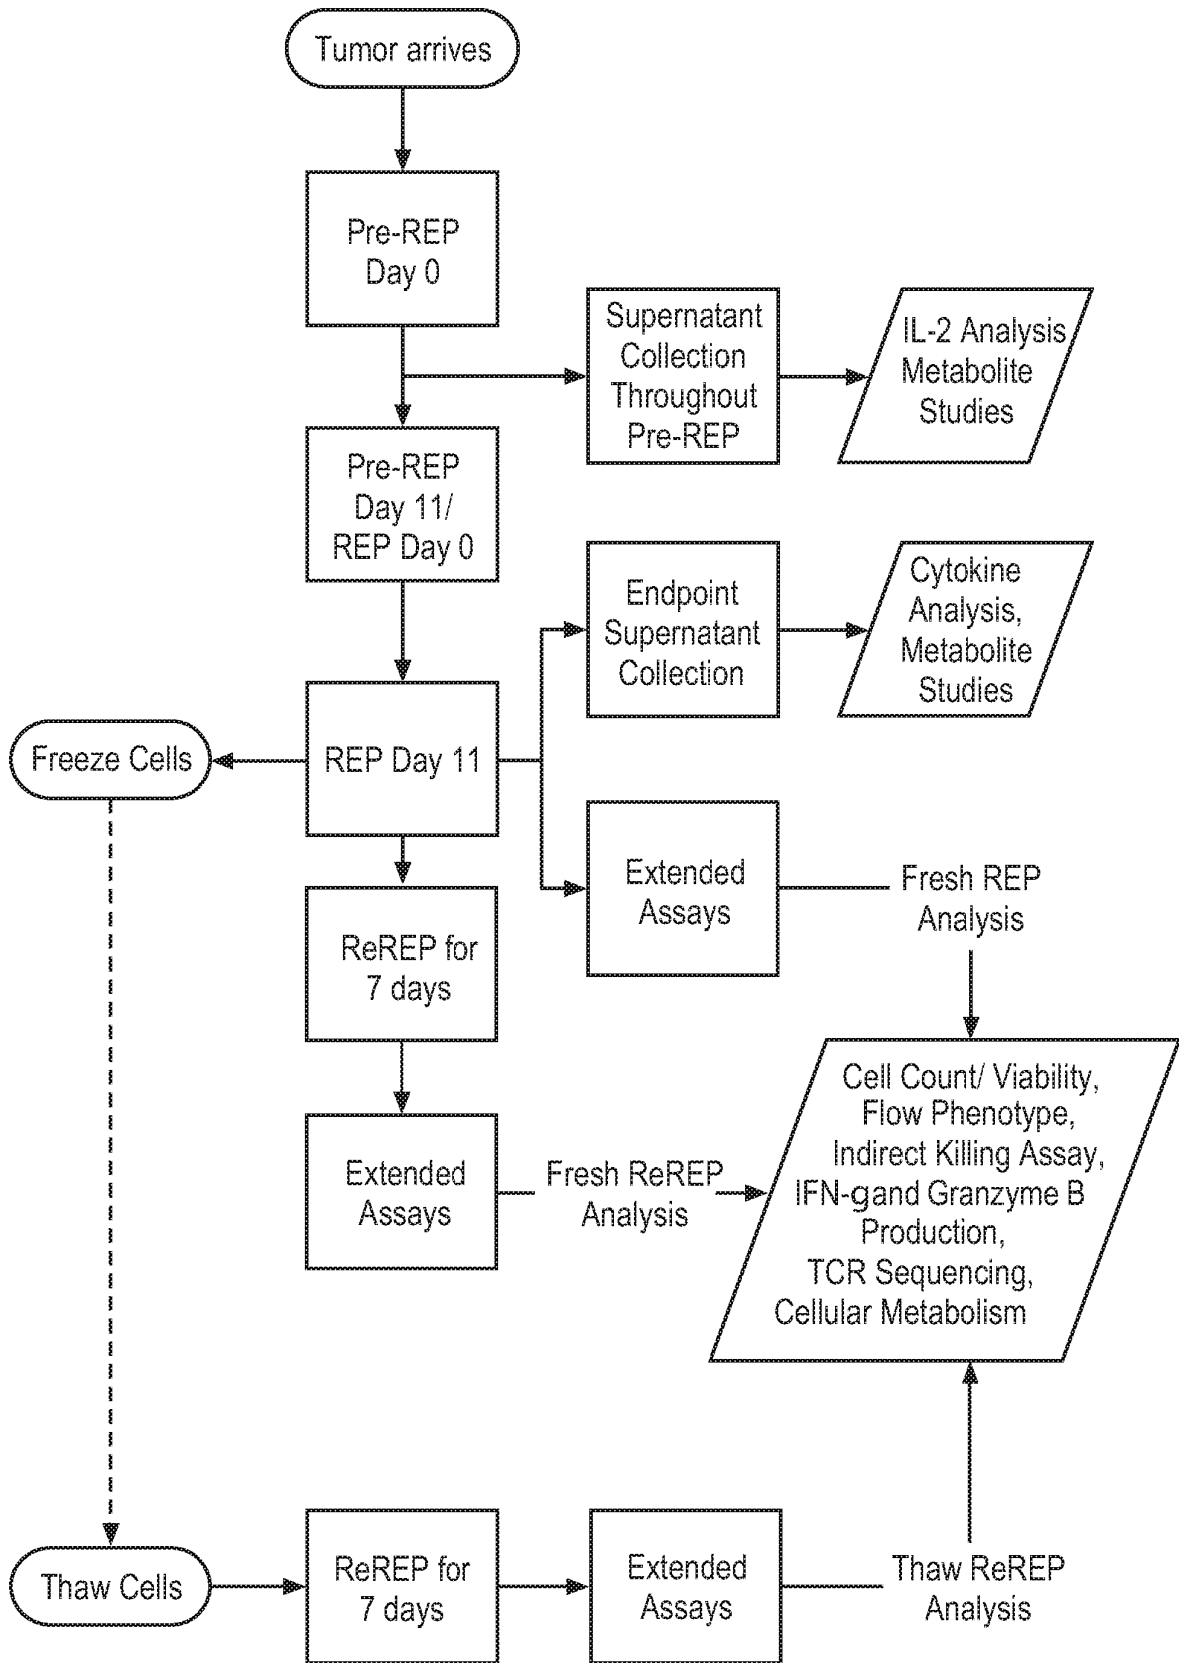 Tumor arrives
Pre-REP
Day 0
Supernatant
Collection
Throughout
Pre-REP
IL-2 Analysis
Metabolite
Studies
Pre-REP
Day 11/
REP Day 0
Endpoint
Supernatant
Collection
Cytokine
Analysis,
Metabolite
Studies
Freeze Cells
REP Day 11
Extended
Assays
Fresh REP
Analysis
ReREP for
7 days
Extended
Assays
Fresh ReREP
Analysis
Cell Count/ Viability,
Flow Phenotype,
Indirect Killing Assay,
IFN-gand Granzyme B
Production,
TCR Sequencing,
Cellular Metabolism
Thaw Cells
ReREP for
7 days
Extended
Assays
Thaw ReREP
Analysis